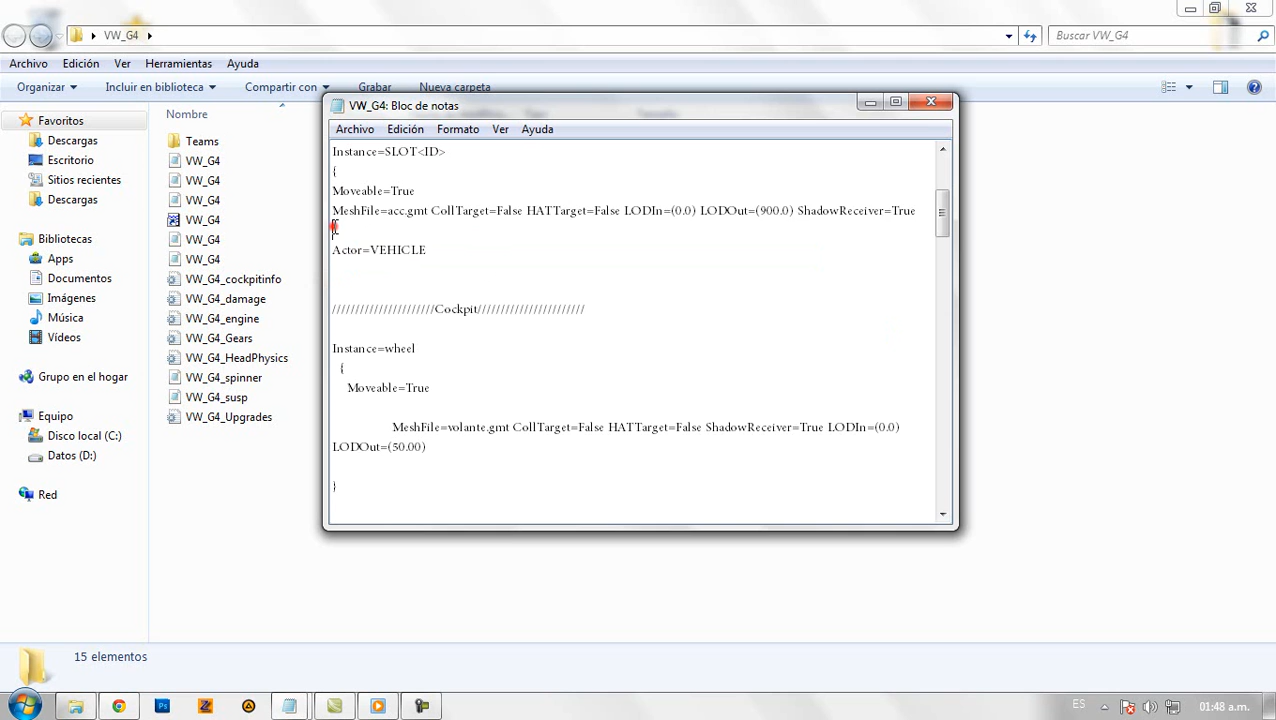 VW_G4
Buscar VW_G4
Archivo Edición Ver Herramientas Ayuda
Organizar Incluir en biblioteca Compartir con Grabar Nueva carpeta
Favoritos
Descargas
Escritorio
Sitios recientes
Descargas
Bibliotecas
Apps
Documentos
Imágenes
Música
Vídeos
Grupo en el hogar
Equipo
Disco local (C:)
Datos (D:)
Red
Nombre
Teams
VW_G4
VW_G4
VW_G4
VW_G4
VW_G4
VW_G4
VW_G4_cockpitinfo
VW_G4_damage
VW_G4_engine
VW_G4_Gears
VW_G4_HeadPhysics
VW_G4_spinner
VW_G4_susp
VW_G4_Upgrades
VW_G4: Bloc de notas
Archivo Edición Formato Ver Ayuda
Instance=SLOT<ID>
{
Moveable=True
MeshFile=acc.gmt CollTarget=False HATTarget=False LODIn=(0.0) LODOut=(900.0) ShadowReceiver=True
Actor=VEHICLE
//////////////////////Cockpit///////////////////////
Instance=wheel
{
Moveable=True
MeshFile=volante.gmt CollTarget=False HATTarget=False ShadowReceiver=True LODIn=(0.0)
LODOut=(50.00)
}
15 elementos
ES
01:48 a.m.